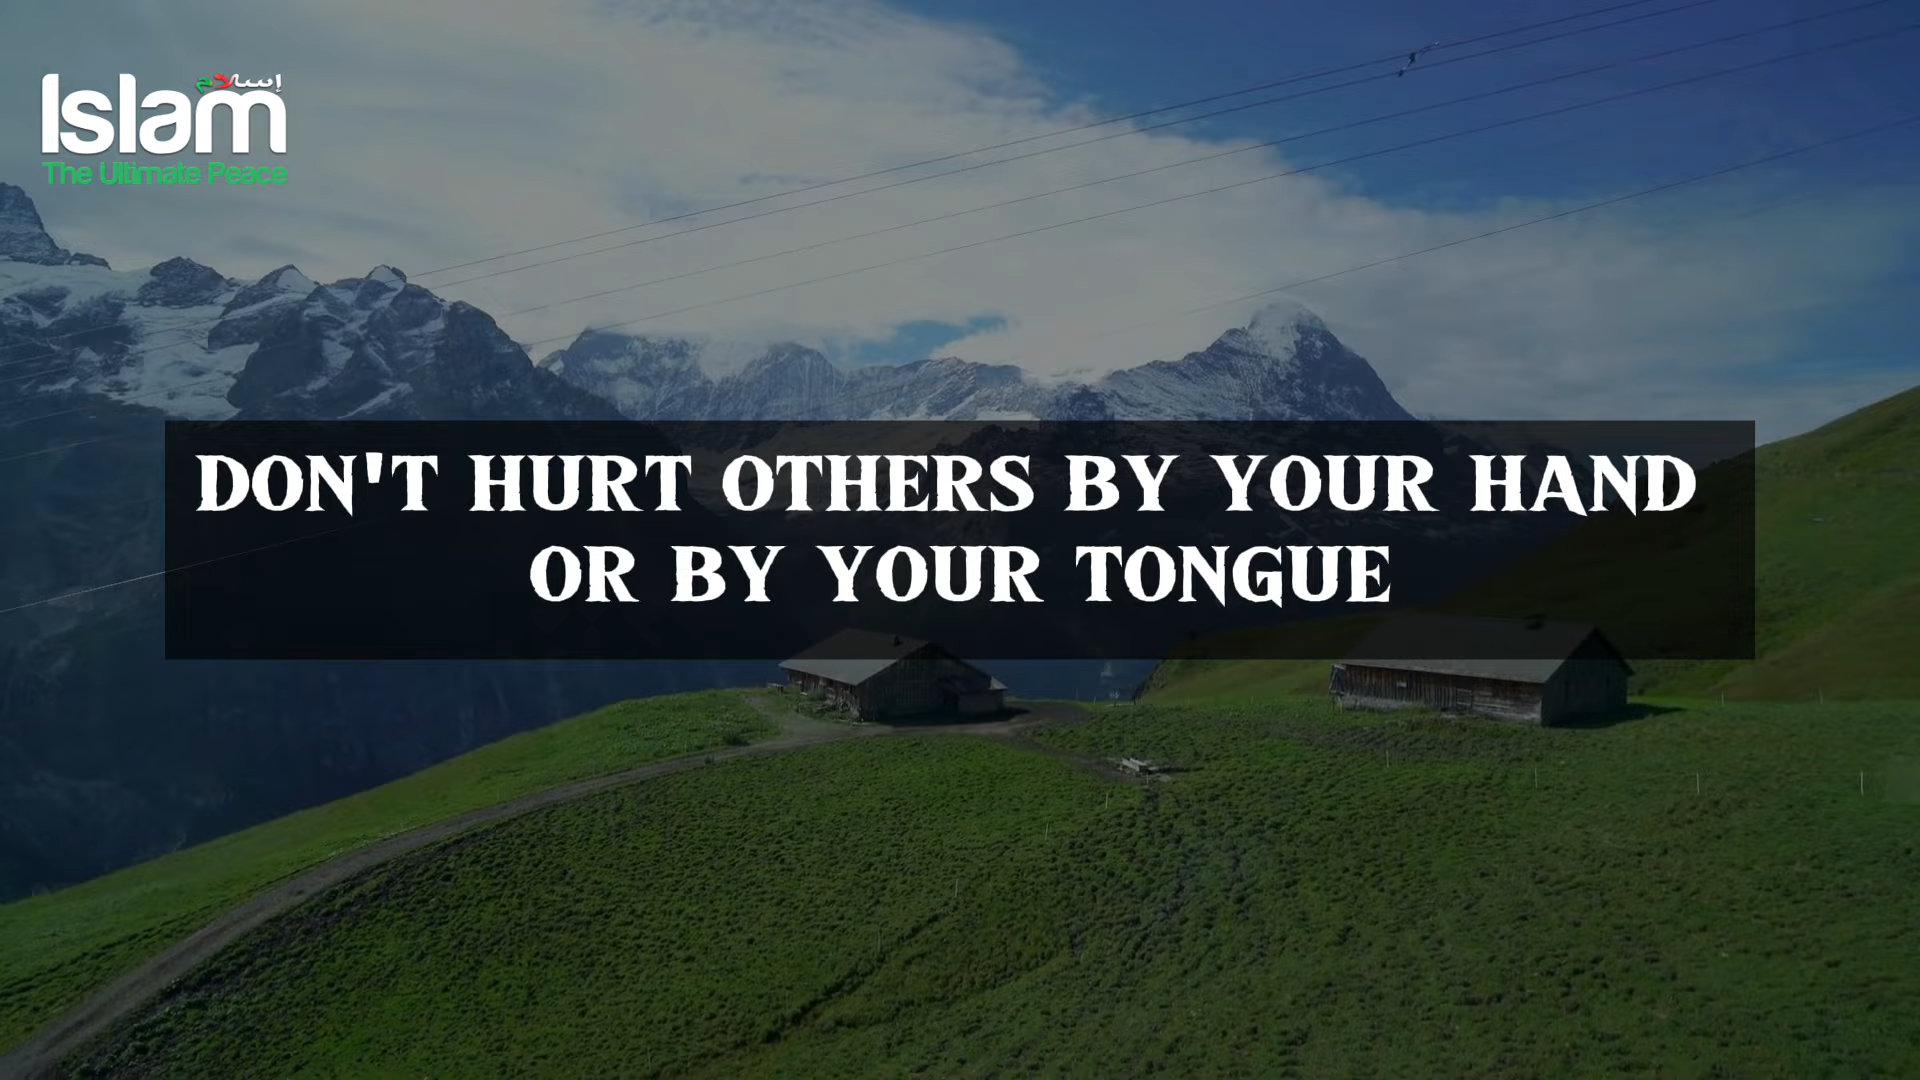 إسلام
Islam
The Ultimate Peace
DON'T HURT OTHERS BY YOUR HAND
OR BY YOUR TONGUE